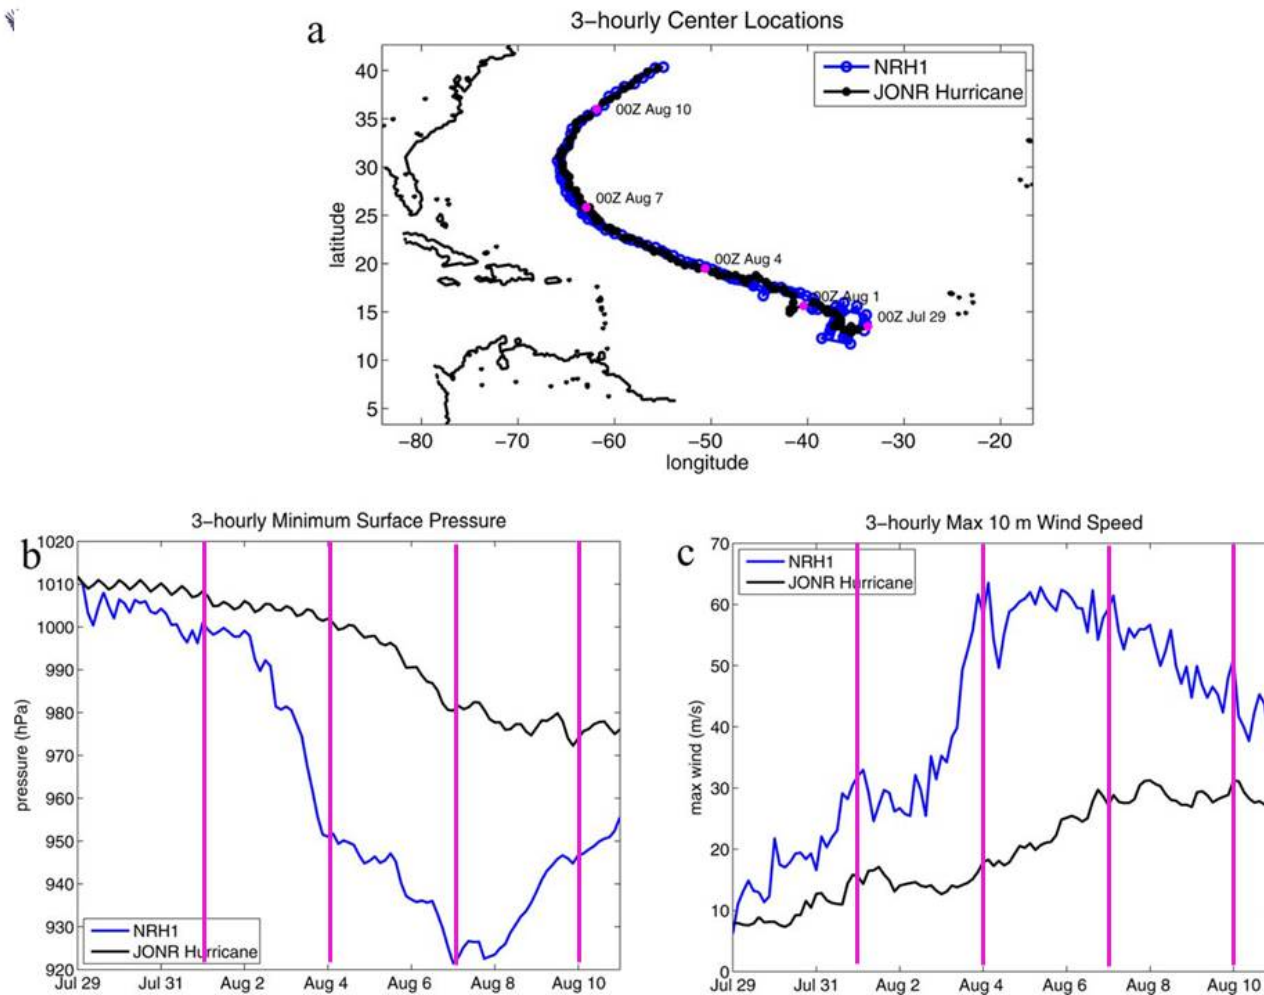 a
3-hourly Center Locations
NRH1
JONR Hurricane
40
35
30
25
20
15
10
5
latitude
00Z Aug 10
00Z Aug 7
00Z Aug 4
00Z Aug 1
00Z Jul 29
-80 -70 -60 -50 -40 -30 -20
longitude
b
3-hourly Minimum Surface Pressure
1020
1010
1000
990
980
970
960
950
940
930
920
pressure (hPa)
NRH1
JONR Hurricane
Jul 29 Jul 31 Aug 2 Aug 4 Aug 6 Aug 8 Aug 10
c
3-hourly Max 10 m Wind Speed
NRH1
JONR Hurricane
70
60
50
40
30
20
10
0
max wind (m/s)
Jul 29 Jul 31 Aug 2 Aug 4 Aug 6 Aug 8 Aug 10